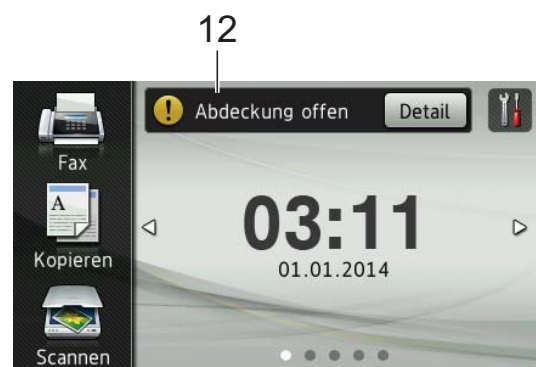 12
Abdeckung offen Detail
Fax
03:11
01.01.2014
A
Kopieren
Scannen